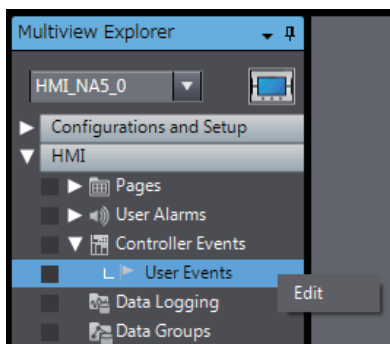 Multiview Explorer
HMI_NA5_0
Configurations and Setup
HMI
Pages
User Alarms
Controller Events
User Events
Edit
Data Logging
Data Groups